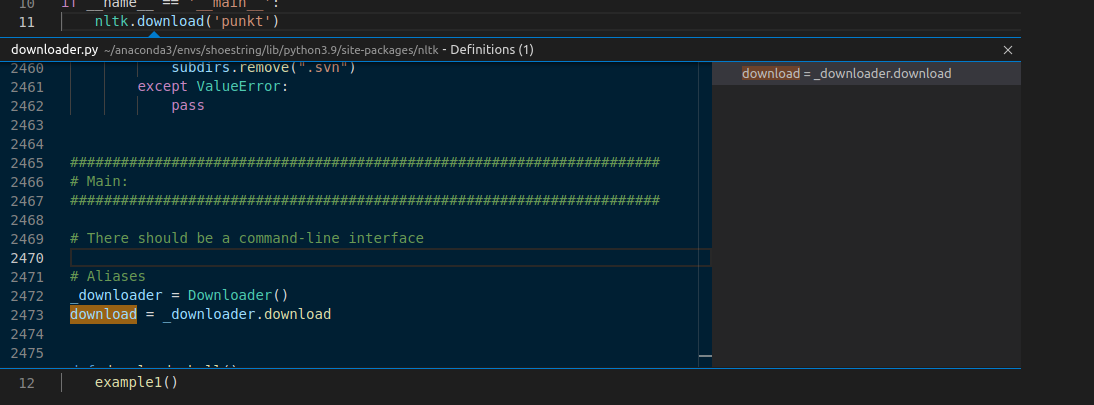 10 if __name__ == '__main__':
11 nltk.download('punkt')
downloader.py ~/anaconda3/envs/shoestring/lib/python3.9/site-packages/nltk - Definitions (1)
2460 subdirs.remove(".svn")
2461 except ValueError:
2462 pass
2463
2464
2465 ######################################################################
2466 # Main:
2467 ######################################################################
2468
2469 # There should be a command-line interface
2470
2471 # Aliases
2472 _downloader = Downloader()
2473 download = _downloader.download
2474
2475
download = _downloader.download
12 example1()